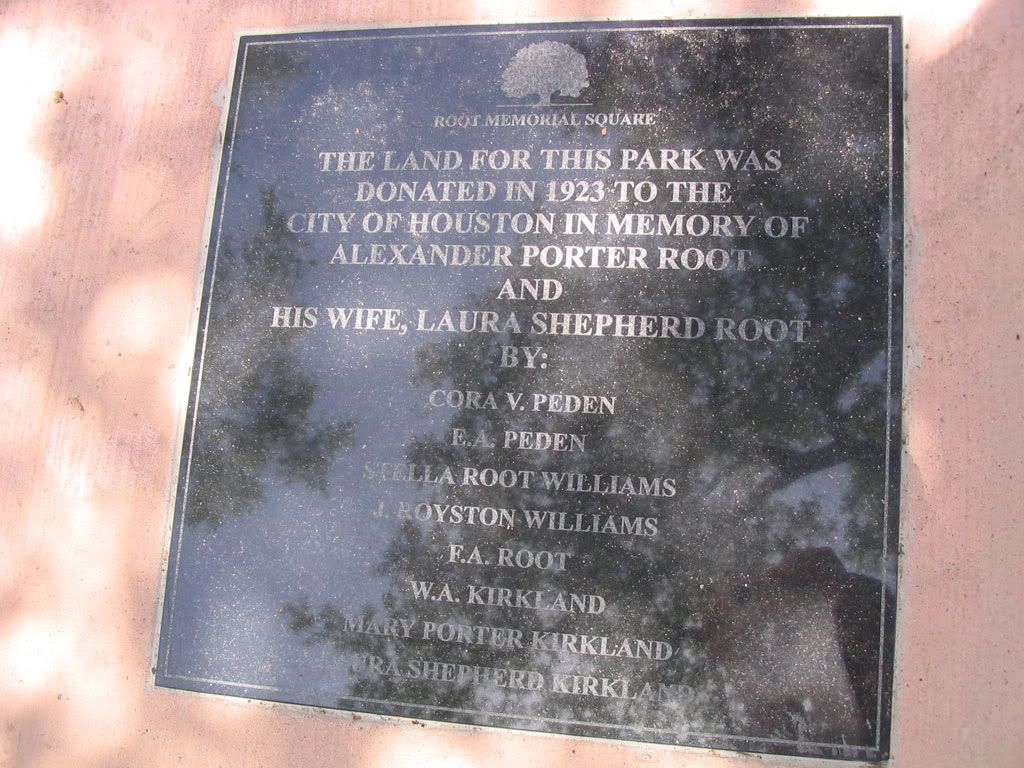 ROOT MEMORIAL SQUARE
THE LAND FOR THIS PARK WAS
DONATED IN 1923 TO THE
CITY OF HOUSTON IN MEMORY OF
ALEXANDER PORTER ROOT
AND
HIS WIFE, LAURA SHEPHERD ROOT
BY:
CORA V. PEDEN
E.A. PEDEN
STELLA ROOT WILLIAMS
J. ROYSTON WILLIAMS
F.A. ROOT
W.A. KIRKLAND
MARY PORTER KIRKLAND
LAURA SHEPHERD KIRKLAND